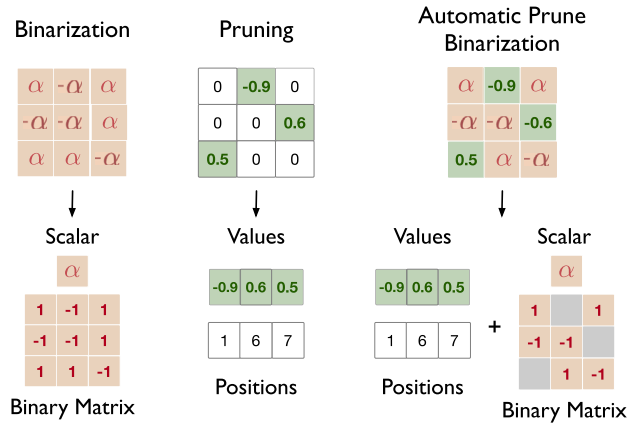 Binarization
α -α α
-α -α α
α α -α
Scalar
α
1 -1 1
-1 -1 1
1 1 -1
Binary Matrix
Pruning
0 -0.9 0
0 0 0.6
0.5 0 0
Values
-0.9 0.6 0.5
1 6 7
Positions
Automatic Prune
Binarization
α -0.9 α
-α -α -0.6
0.5 α -α
Values
-0.9 0.6 0.5
1 6 7
Positions
+
Scalar
α
1 1
-1 -1
1 -1
Binary Matrix